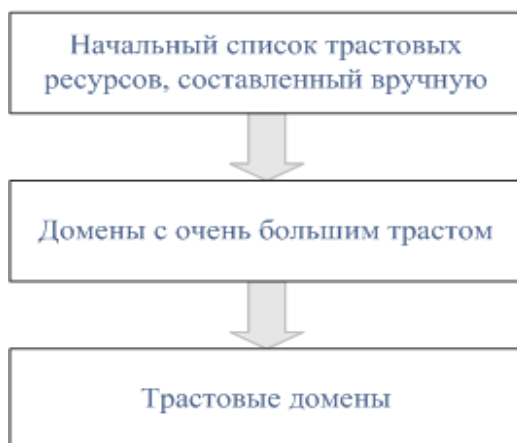 Начальный список трастовых
ресурсов, составленный вручную
Домены с очень большим трастом
Трастовые домены